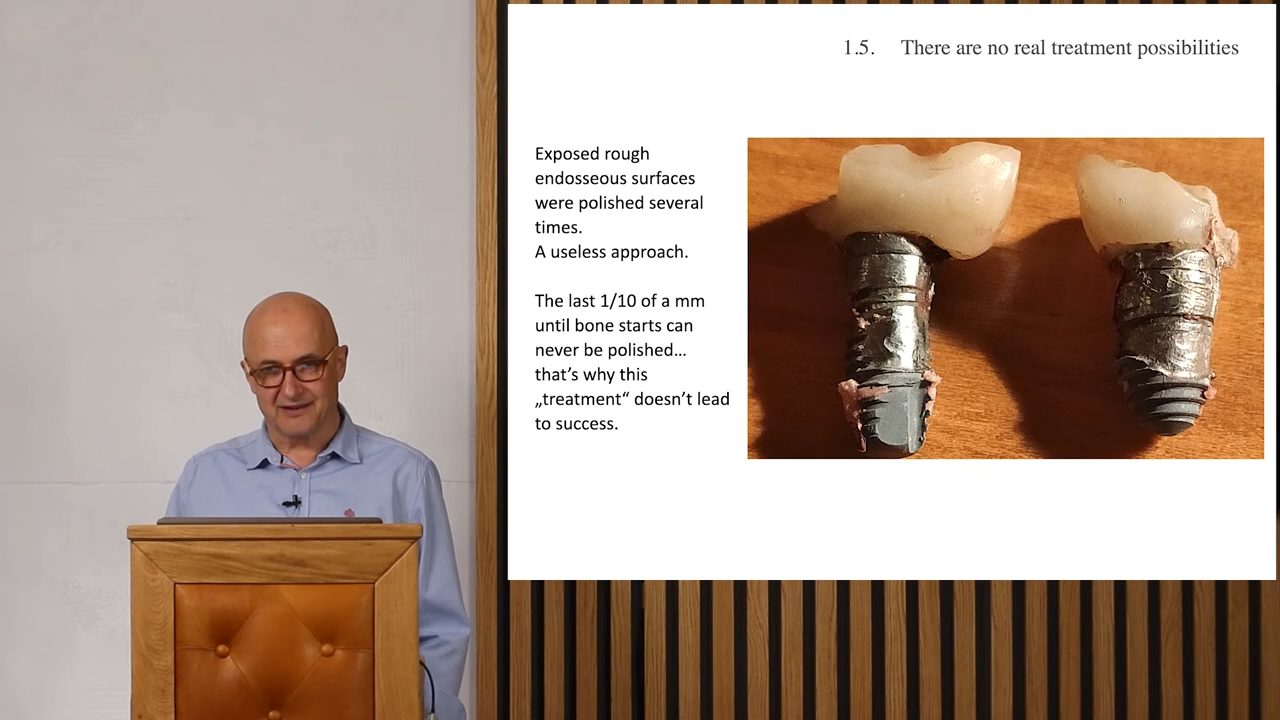 1.5. There are no real treatment possibilities
Exposed rough
endosseous surfaces
were polished several
times.
A useless approach.
The last 1/10 of a mm
until bone starts can
never be polished...
that’s why this
„treatment“ doesn’t lead
to success.